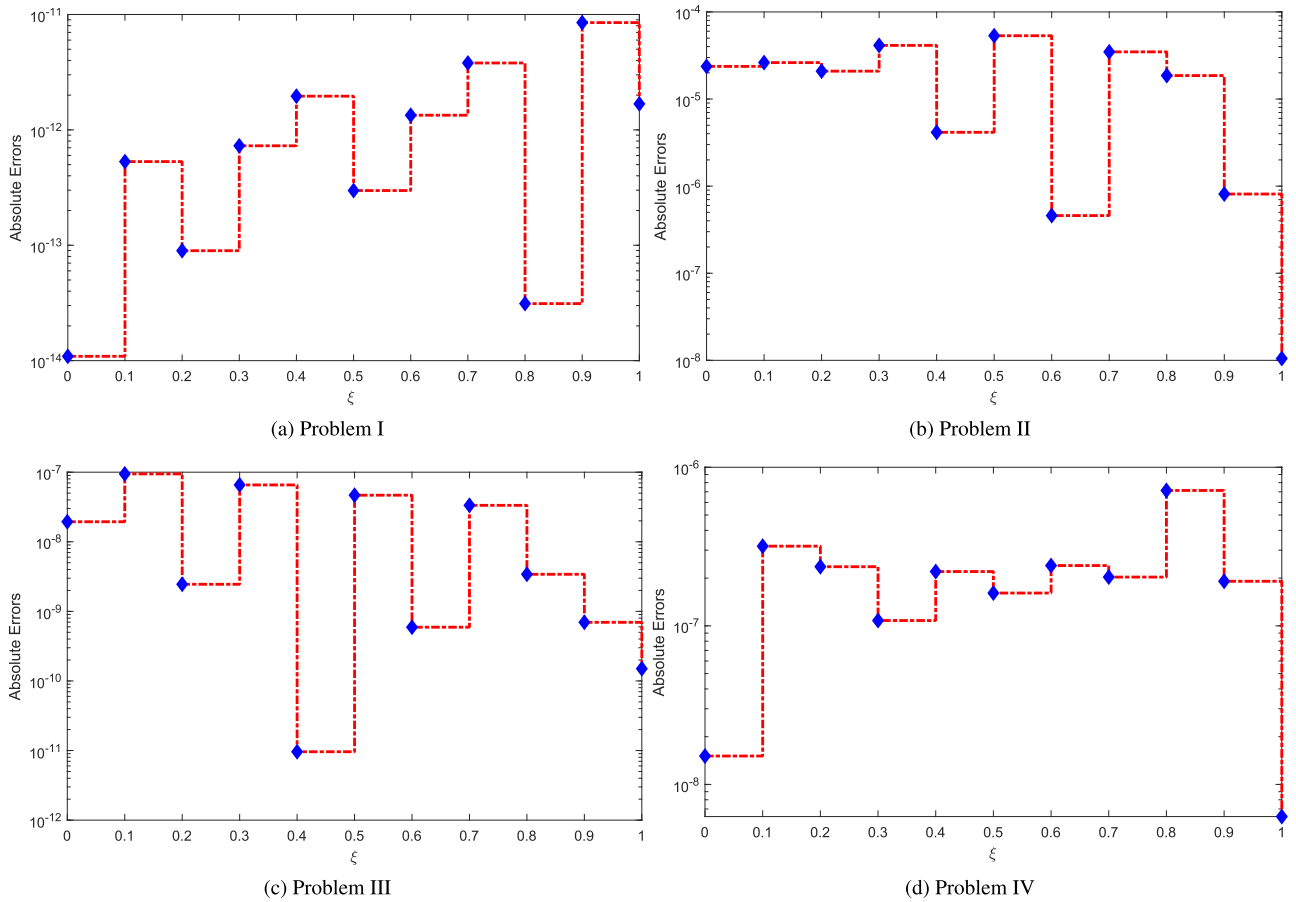 10^-11
10^-12
10^-13
10^-14
Absolute Errors
0 0.1 0.2 0.3 0.4 0.5 0.6 0.7 0.8 0.9 1
ξ
(a) Problem I
10^-4
10^-5
10^-6
10^-7
10^-8
Absolute Errors
0 0.1 0.2 0.3 0.4 0.5 0.6 0.7 0.8 0.9 1
ξ
(b) Problem II
10^-7
10^-8
10^-9
10^-10
10^-11
10^-12
Absolute Errors
0 0.1 0.2 0.3 0.4 0.5 0.6 0.7 0.8 0.9 1
ξ
(c) Problem III
10^-6
10^-7
10^-8
Absolute Errors
0 0.1 0.2 0.3 0.4 0.5 0.6 0.7 0.8 0.9 1
ξ
(d) Problem IV